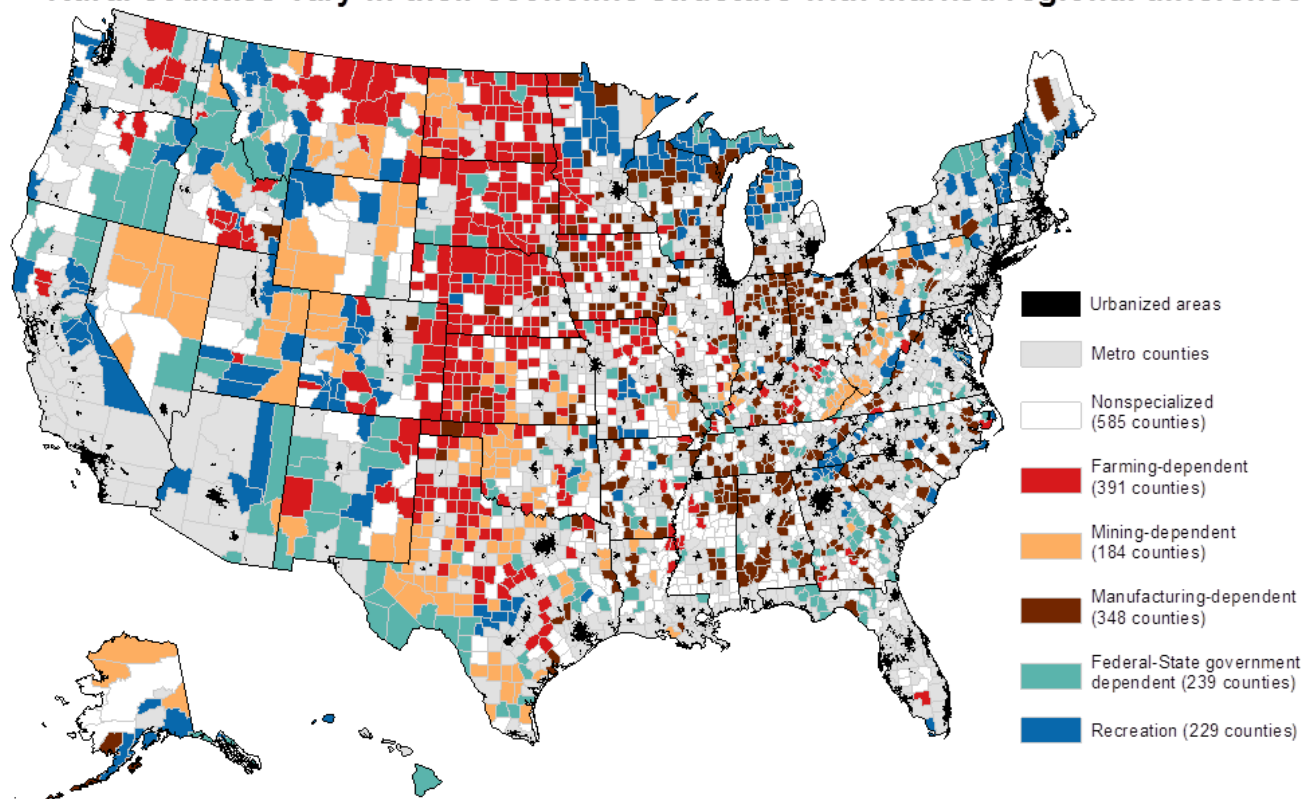 Urbanized areas
Metro counties
Nonspecialized
(585 counties)
Farming-dependent
(391 counties)
Mining-dependent
(184 counties)
Manufacturing-dependent
(348 counties)
Federal-State government
dependent (239 counties)
Recreation (229 counties)